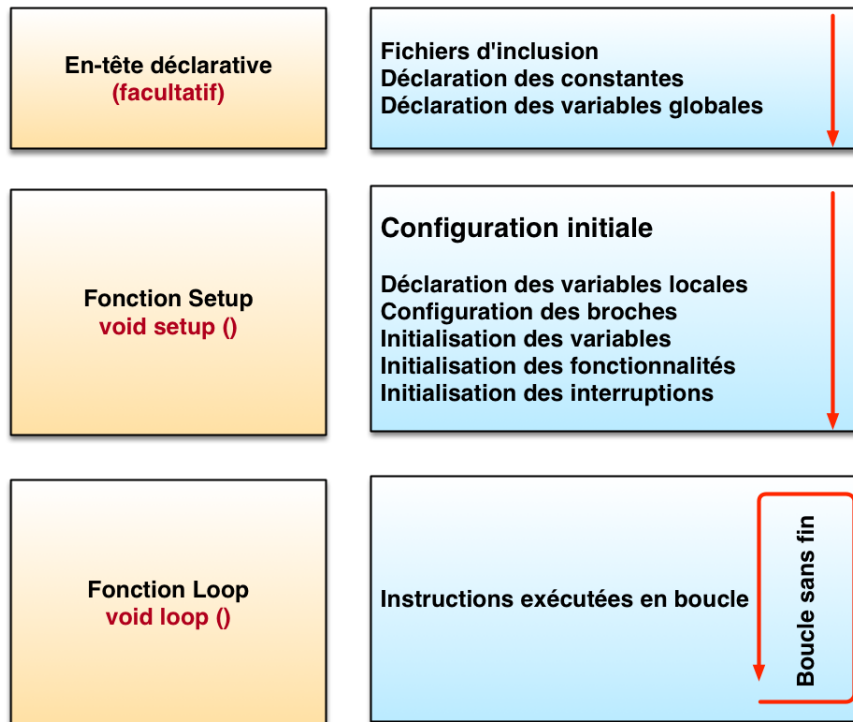 En-tête déclarative
(facultatif)
Fichiers d'inclusion
Déclaration des constantes
Déclaration des variables globales
Fonction Setup
void setup ()
Configuration initiale
Déclaration des variables locales
Configuration des broches
Initialisation des variables
Initialisation des fonctionnalités
Initialisation des interruptions
Fonction Loop
void loop ()
Instructions exécutées en boucle
Boucle sans fin